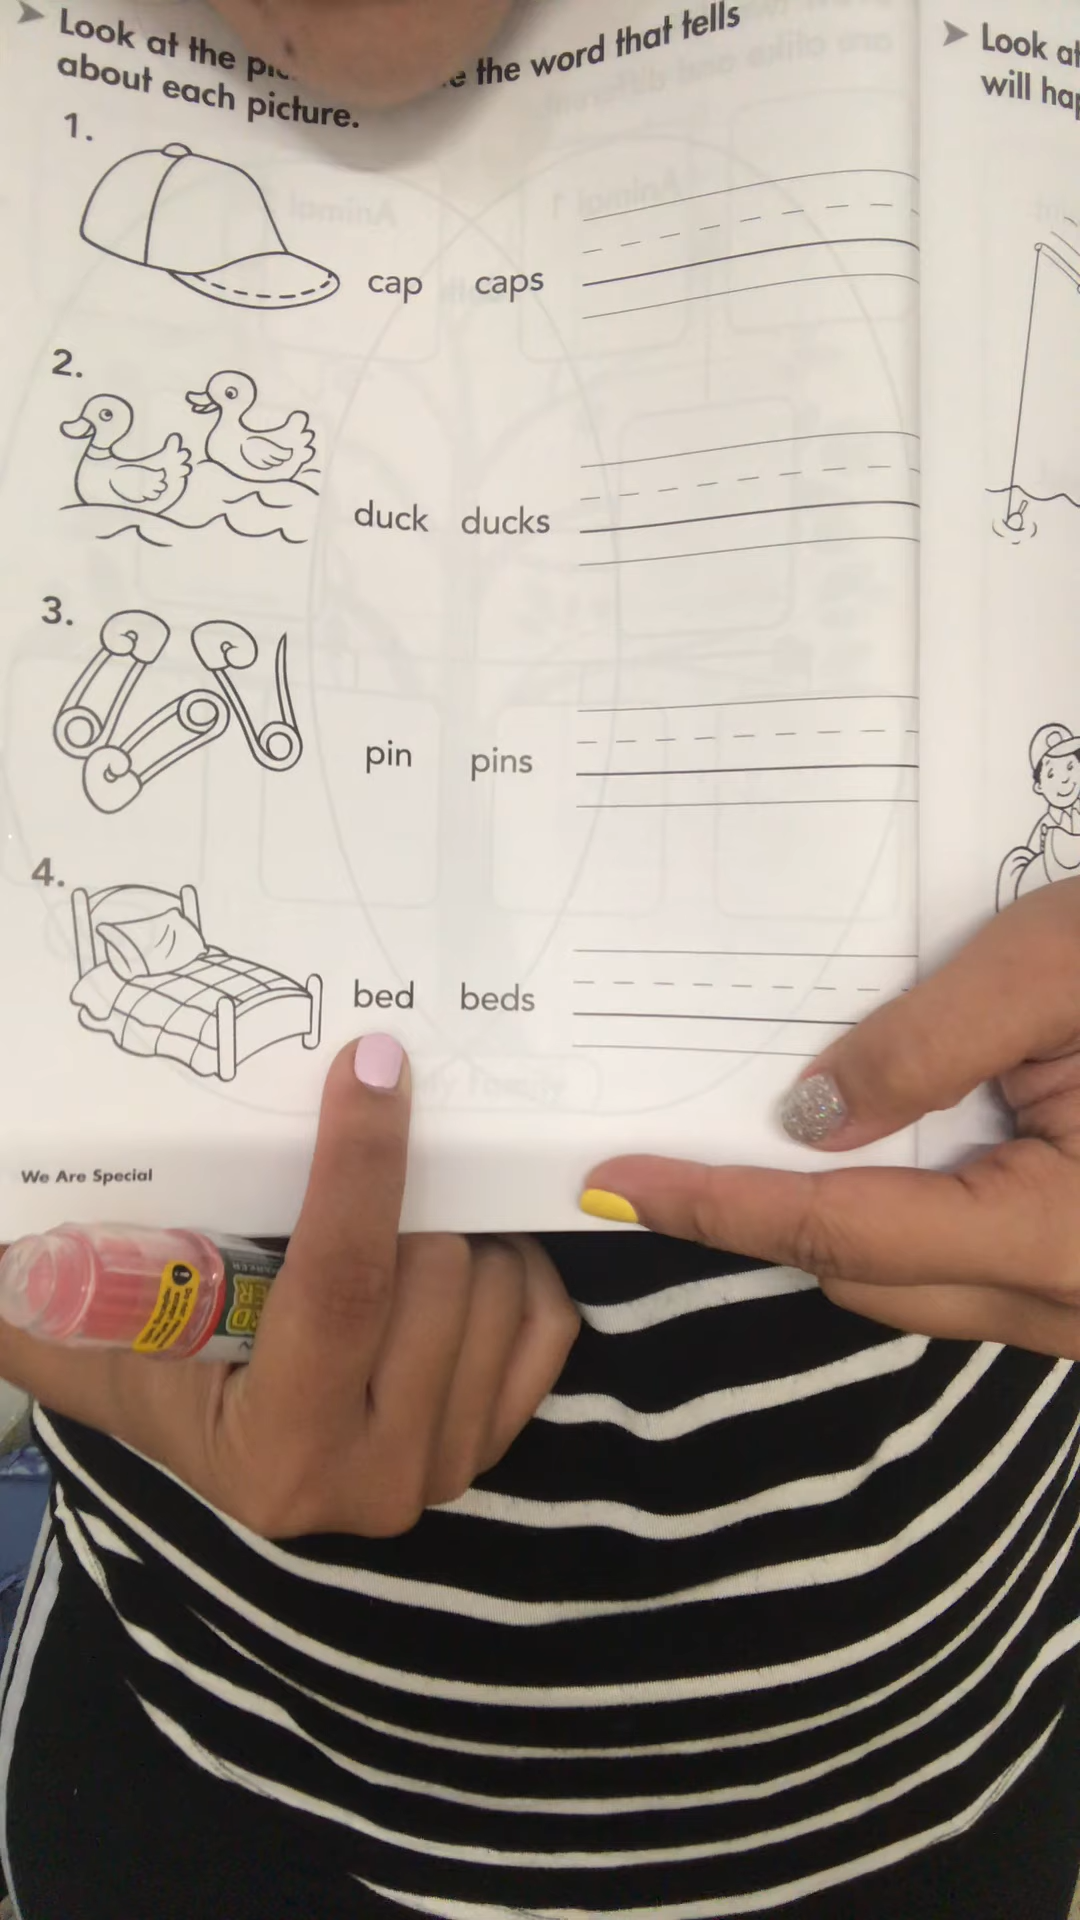 Look at the the word that tells
about each picture.
1.
cap caps
2.
duck ducks
3.
pin pins
4.
bed beds
We Are Special
Look at
will